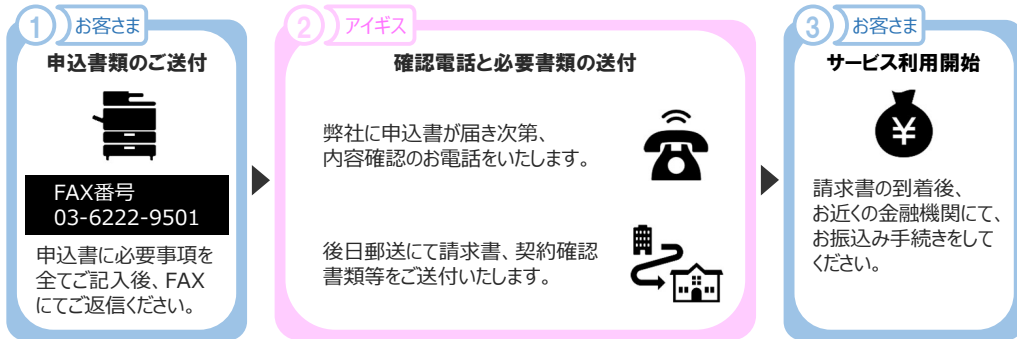 1 お客さま
申込書類のご送付
FAX番号
03-6222-9501
申込書に必要事項を
全てご記入後、FAX
にてご返信ください。
2 アイギス
確認電話と必要書類の送付
弊社に申込書が届き次第、
内容確認のお電話をいたします。
後日郵送にて請求書、契約確認
書類等をご送付いたします。
3 お客さま
サービス利用開始
¥
請求書の到着後、
お近くの金融機関にて、
お振込み手続きをして
ください。